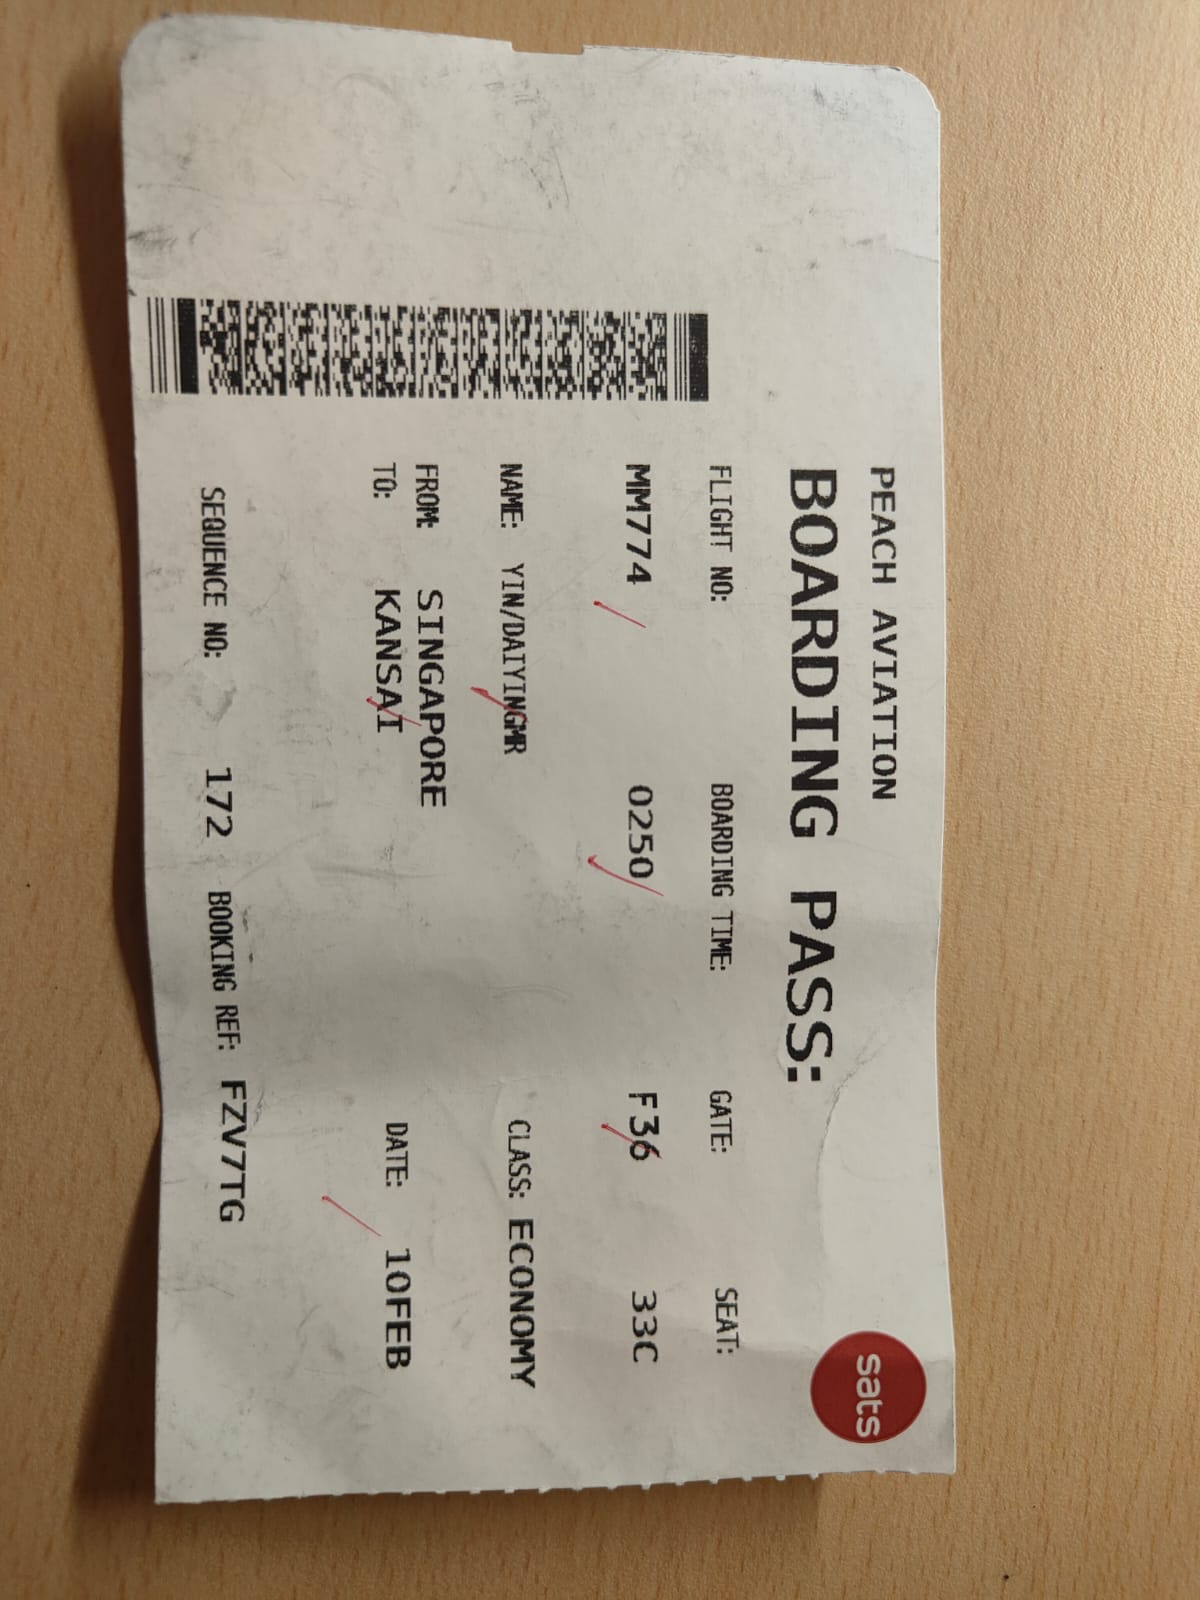 PEACH AVIATION
sats
BOARDING PASS:
FLIGHT NO: BOARDING TIME: GATE: SEAT:
MM774 0250 F36 33C
NAME: YIN/DAIYINGMR CLASS: ECONOMY
FROM: SINGAPORE
TO: KANSAI DATE: 10FEB
SEQUENCE NO: 172 BOOKING REF: FZV7TG